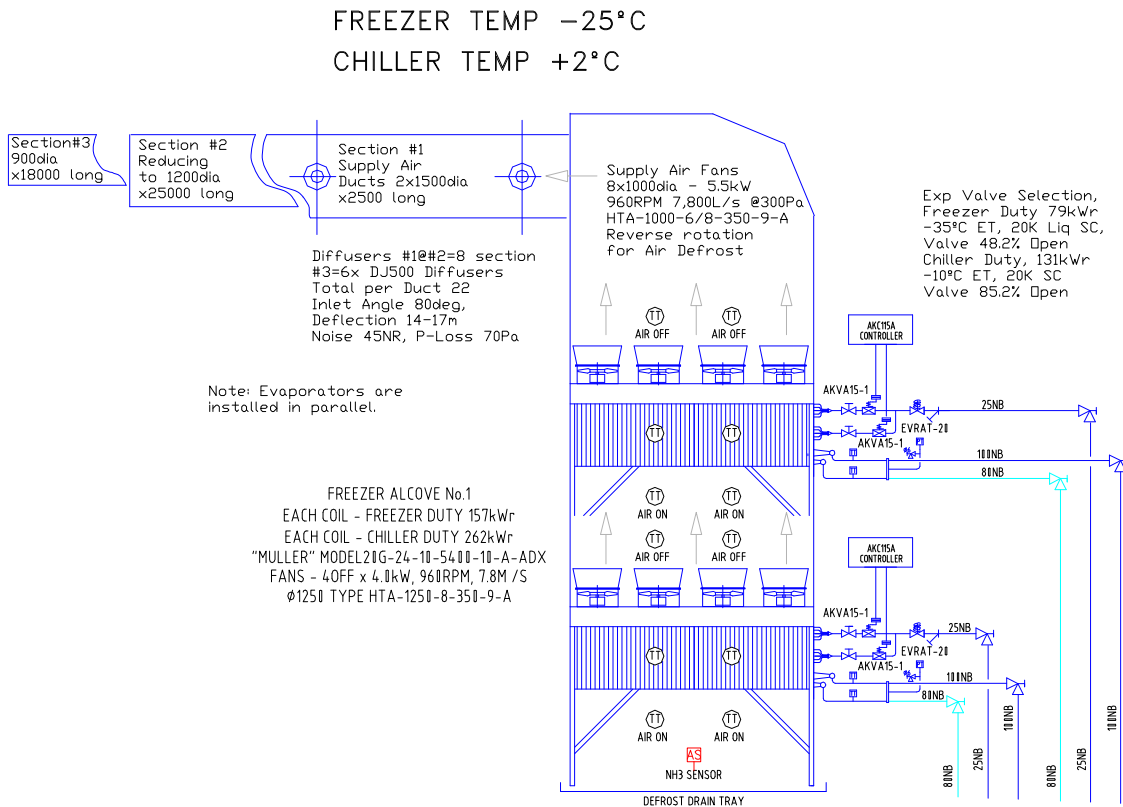 FREEZER TEMP -25°C
CHILLER TEMP +2°C
Section#3
900dia
x18000 long
Section #2
Reducing
to 1200dia
x25000 long
Section #1
Supply Air
Ducts 2x1500dia
x2500 long
Supply Air Fans
8x1000dia - 5.5kW
960RPM 7,800L/s @300Pa
HTA-1000-6/8-350-9-A
Reverse rotation
for Air Defrost
Exp Valve Selection,
Freezer Duty 79kWr
-35ºC ET, 20K Liq SC,
Valve 48.2% Open
Chiller Duty, 131kWr
-10ºC ET, 20K SC
Valve 85.2% Open
Diffusers #1@#2=8 section
#3=6x DJ500 Diffusers
Total per Duct 22
Inlet Angle 80deg,
Deflection 14-17m
Noise 45NR, P-Loss 70Pa
Note: Evaporators are
installed in parallel.
TT
AIR OFF
TT
AIR OFF
AKC115A
CONTROLLER
AKVA15-1
25NB
EVRAT-20
AKVA15-1
TT
TT
P
100NB
80NB
TT
AIR ON
TT
AIR ON
FREEZER ALCOVE No.1
EACH COIL - FREEZER DUTY 157kWr
EACH COIL - CHILLER DUTY 262kWr
"MULLER" MODEL20G-24-10-5400-10-A-ADX
FANS - 4OFF x 4.0kW, 960RPM, 7.8M /S
Φ1250 TYPE HTA-1250-8-350-9-A
TT
AIR OFF
TT
AIR OFF
AKC115A
CONTROLLER
AKVA15-1
25NB
EVRAT-20
AKVA15-1
TT
TT
P
100NB
80NB
TT
AIR ON
TT
AIR ON
AS
NH3 SENSOR
DEFROST DRAIN TRAY
80NB
25NB
100NB
80NB
25NB
100NB